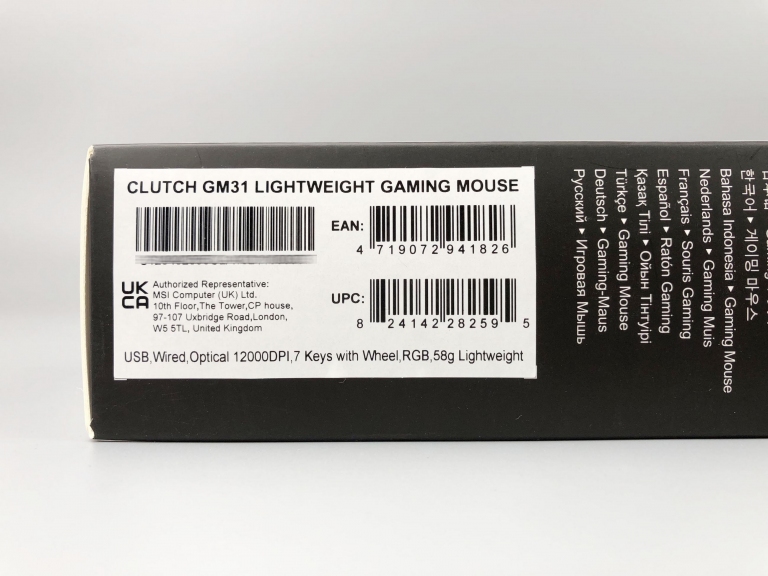 CLUTCH GM31 LIGHTWEIGHT GAMING MOUSE
EAN:
4 719072 941826
UK
CA
Authorized Representative:
MSI Computer (UK) Ltd.
10th Floor,The Tower,CP house,
97-107 Uxbridge Road,London,
W5 5TL, United Kingdom
UPC:
8 24142 28259 5
USB,Wired,Optical 12000DPI,7 Keys with Wheel,RGB,58g Lightweight
한국어 ▸ 게이밍 마우스
Bahasa Indonesia ▸ Gaming Mouse
Nederlands ▸ Gaming Muis
Français ▸ Souris Gaming
Español ▸ Ratón Gaming
Қазақ Тілі ▸ Ойын Тінтуірі
Türkçe ▸ Gaming Mouse
Deutsch ▸ Gaming-Maus
Русский ▸ Игровая Мышь